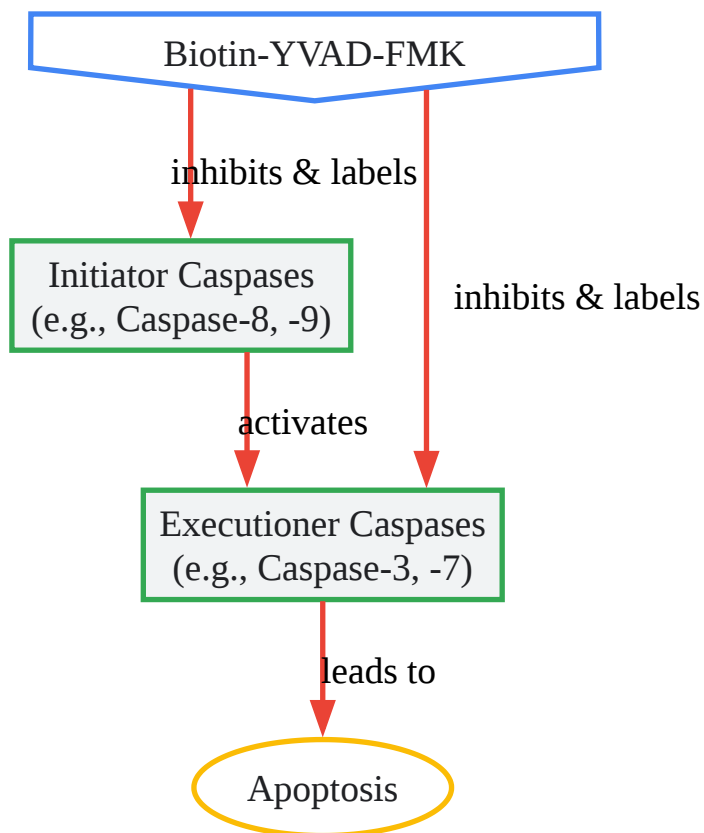 Biotin-YVAD-FMK
inhibits & labels
Initiator Caspases
(e.g., Caspase-8, -9)
inhibits & labels
activates
Executioner Caspases
(e.g., Caspase-3, -7)
leads to
Apoptosis